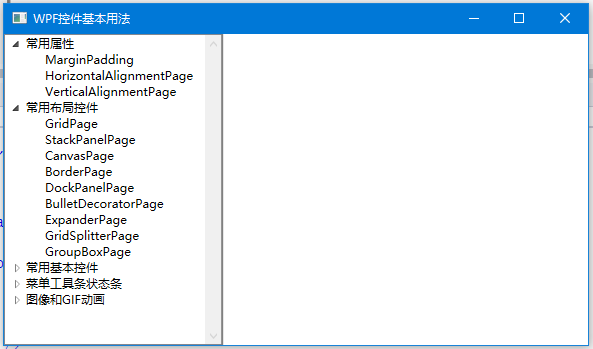 WPF控件基本用法
常用属性
MarginPadding
HorizontalAlignmentPage
VerticalAlignmentPage
常用布局控件
GridPage
StackPanelPage
CanvasPage
BorderPage
DockPanelPage
BulletDecoratorPage
ExpanderPage
GridSplitterPage
GroupBoxPage
常用基本控件
菜单工具条状态条
图像和GIF动画